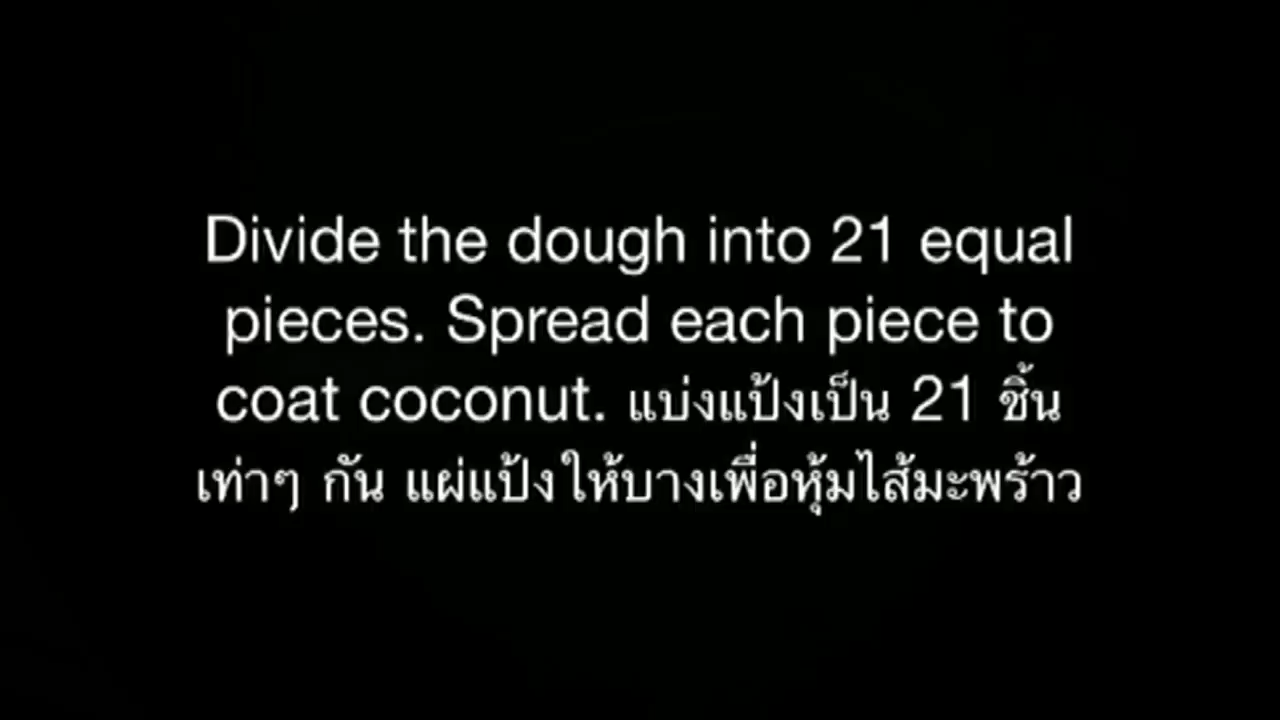 Divide the dough into 21 equal
pieces. Spread each piece to
coat coconut. แบ่งแป้งเป็น 21 ชิ้น
เท่าๆ กัน แผ่แป้งให้บางเพื่อหุ้มไส้มะพร้าว